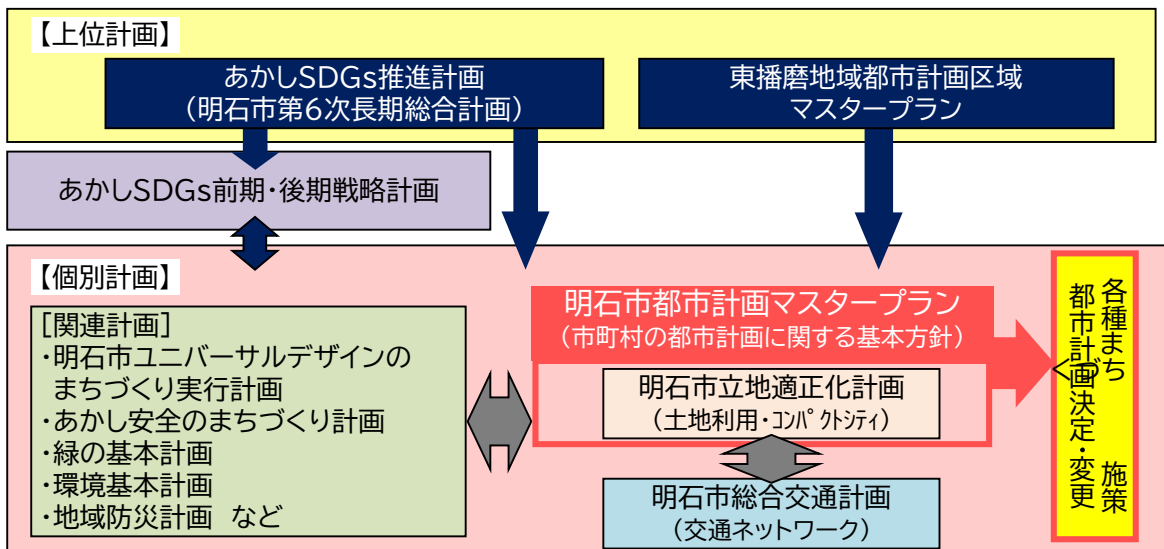 【上位計画】
あかしSDGs推進計画
（明石市第6次長期総合計画）
東播磨地域都市計画区域
マスタープラン
あかしSDGs前期・後期戦略計画
【個別計画】
[関連計画]
・明石市ユニバーサルデザインの
まちづくり実行計画
・あかし安全のまちづくり計画
・緑の基本計画
・環境基本計画
・地域防災計画 など
明石市都市計画マスタープラン
（市町村の都市計画に関する基本方針）
明石市立地適正化計画
（土地利用・ｺﾝﾊﾟｸﾄｼﾃｨ）
明石市総合交通計画
（交通ネットワーク）
各種まちづくり施策
都市計画決定・変更